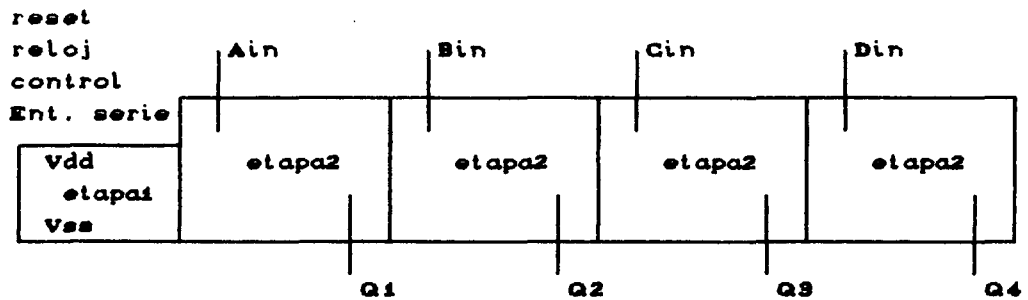 reset
reloj Ain Bin Cin Din
control
Ent. serie
Vdd etapa2 etapa2 etapa2 etapa2
etapa1
Vss
Q1 Q2 Q3 Q4